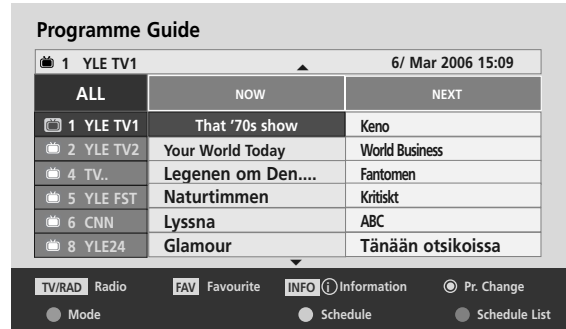 Programme Guide
1 YLE TV1 6/ Mar 2006 15:09
ALL NOW NEXT
1 YLE TV1 That '70s show Keno
2 YLE TV2 Your World Today World Business
4 TV.. Legenen om Den.... Fantomen
5 YLE FST Naturtimmen Kritiskt
6 CNN Lyssna ABC
8 YLE24 Glamour Tänään otsikoissa
TV/RAD Radio FAV Favourite INFO i Information Pr. Change
Mode Schedule Schedule List